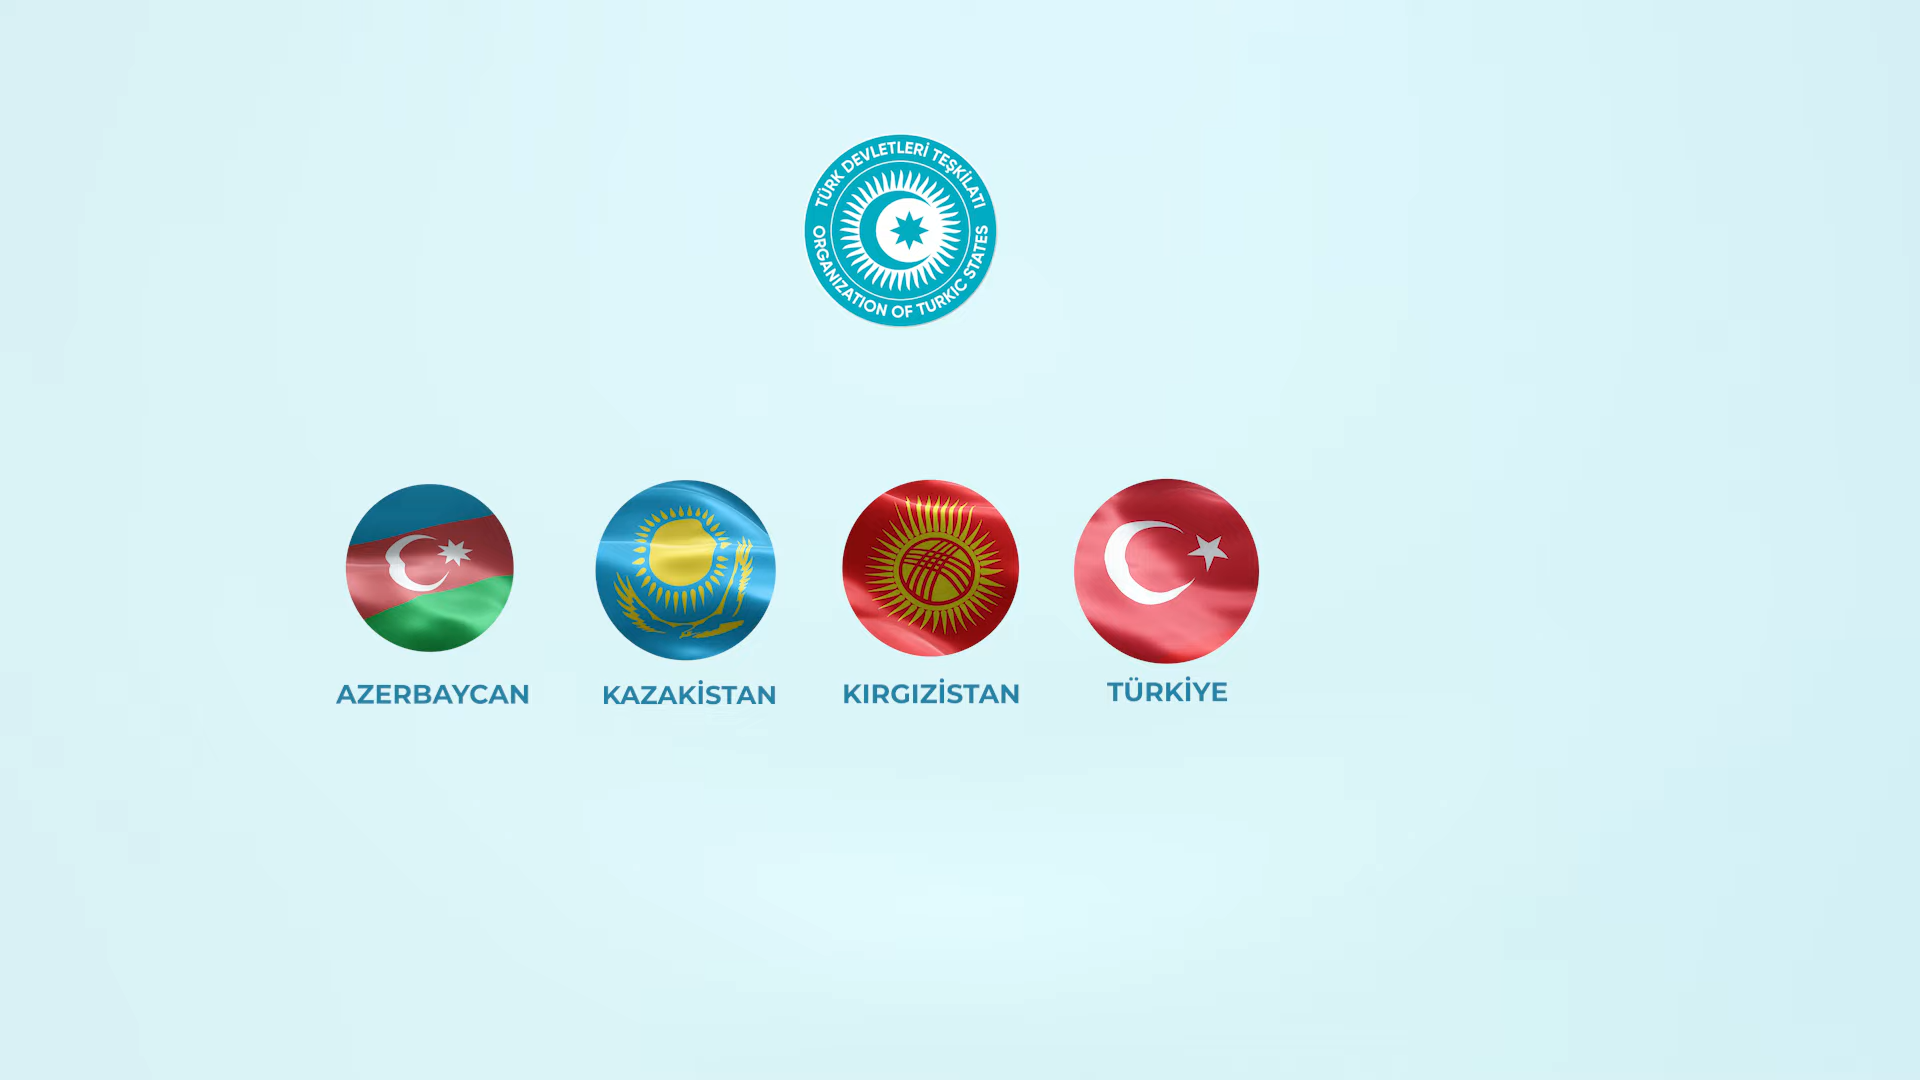 TÜRK DEVLETLERİ TEŞKİLATI
ORGANIZATION OF TURKIC STATES
AZERBAYCAN
KAZAKİSTAN
KIRGIZİSTAN
TÜRKİYE